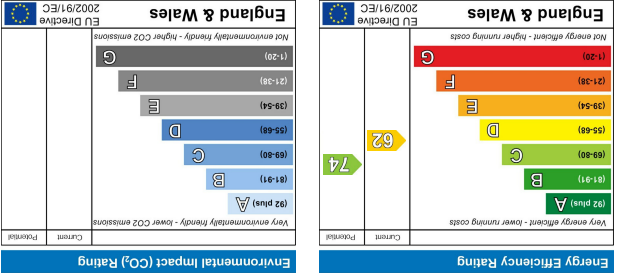 Energy Efficiency Rating
Current Potential
Very energy efficient - lower running costs
(92 plus) A
(81-91) B
(69-80) C
74
(55-68) D
62
(39-54) E
(21-38) F
(1-20) G
Not energy efficient - higher running costs
England & Wales
EU Directive
2002/91/EC
Environmental Impact (CO₂) Rating
Current Potential
Very environmentally friendly - lower CO2 emissions
(92 plus) A
(81-91) B
(69-80) C
(55-68) D
(39-54) E
(21-38) F
(1-20) G
Not environmentally friendly - higher CO2 emissions
England & Wales
EU Directive
2002/91/EC